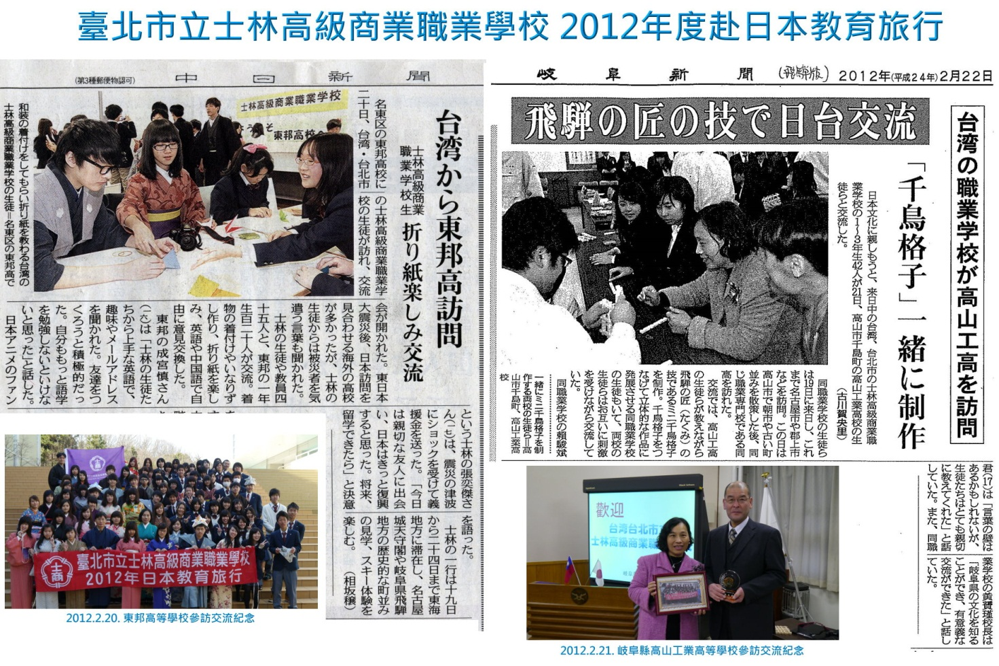 臺北市立士林高級商業職業學校 2012年度赴日本教育旅行
(第3種郵便物認可) 中日新聞
台湾から東邦高訪問
士林高級商業
職業学校生
折り紙楽しみ交流
士林高級商業職業学校
東邦高校
和装の着付けをしてもらい折り紙を教わる台湾の
士林高級商業職業学校の生徒=名東区の東邦高で
名東区の東邦高校に
二十日、台湾・台北市
の士林高級商業職業学
校の生徒が訪れ、交流
会が開かれた。東日本
大震災後、日本訪問を
見合わせる海外の高校
が多かったが、士林の
生徒からは被災者を気
遣う言葉も聞かれた。
士林の生徒や教員四
十五人と、東邦の一年
生百二十人が交流。着
物の着付けやいなりず
し作り、折り紙を楽し
み、英語や中国語で自
由に意見交換した。
東邦の成宮慎さん
(一六)は「士林の生徒た
ちから上手な英語で、
趣味やメールアドレス
を聞かれた。友達をつ
くろうと積極的だっ
た。自分ももっと語学
を勉強しないといけな
いと思った」と話した。
日本アニメのファン
という士林の張奕傑さ
ん(一七)は、震災の津波
にショックを受けて義
援金を送った。「今日
は親切な友人に出会
い、日本はきっと復興
すると思った。将来、
留学できたら」と決意
を語った。
士林の一行は十九日
から二十四日まで東海
地方に滞在し、名古屋
城天守閣や岐阜県飛騨
地方の歴史的な町並み
の見学、スキー体験を
楽しむ。 (相坂穣)
士商
臺北市立士林高級商業職業學校
2012年日本教育旅行
2012.2.20. 東邦高等學校參訪交流紀念
岐阜新聞 (飛騨版) 2012年(平成24年)2月22日
飛騨の匠の技で日台交流
台湾の職業学校が高山工高を訪問
「千鳥格子」一緒に制作
日本文化に親しもうと、来日中の台湾、台北市の士林高級商業職
業学校の1〜3年生42人が21日、高山市千島町の高山工業高校の生
徒らと交流した。
(古川賀央里)
同職業学校の生徒ら
は19日に来日し、これ
まで名古屋市や郡上市
などを訪問。この日は
高山市で朝市や古い町
並みを散策した後、同
じ職業専門校である同
高を訪れた。
交流では、高山工高
の生徒らが教えながら
飛騨の匠(たくみ)の
技であるミニ千鳥格子
を制作。千鳥格子をつ
なげて立体的な作品に
発展させる同職業学校
の生徒もいて、両校の
生徒らはお互いに刺激
を受けながら交流して
いた。
同職業学校の頼駿斌
一緒にミニ千鳥格子を制
作する両校の生徒ら=高
山市千島町、高山工業高
校
君(17)は「言葉の壁は
あるかもしれないが、
生徒たちはとても親切
に教えてくれた」と話
していた。また、同職
業学校の黄贇瑾校長は
「岐阜県の文化を知る
ことができ、有意義な
交流ができた」と話し
ていた。
歡迎
台湾台北市
士林高級商業職
2012.2.21. 岐阜縣高山工業高等學校參訪交流紀念